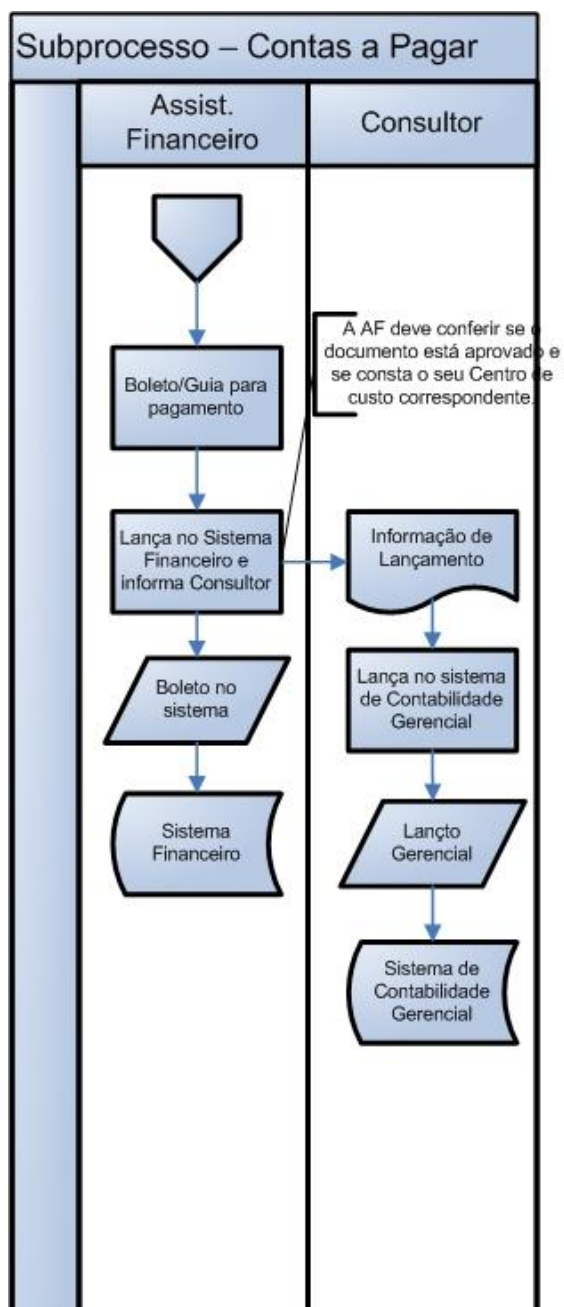 Subprocesso – Contas a Pagar
Assist.
Financeiro
Consultor
A AF deve conferir se o
documento está aprovado e
se consta o seu Centro de
custo correspondente.
Boleto/Guia para
pagamento
Lança no Sistema
Financeiro e
informa Consultor
Informação de
Lançamento
Boleto no
sistema
Lança no sistema
de Contabilidade
Gerencial
Sistema
Financeiro
Lançto
Gerencial
Sistema de
Contabilidade
Gerencial